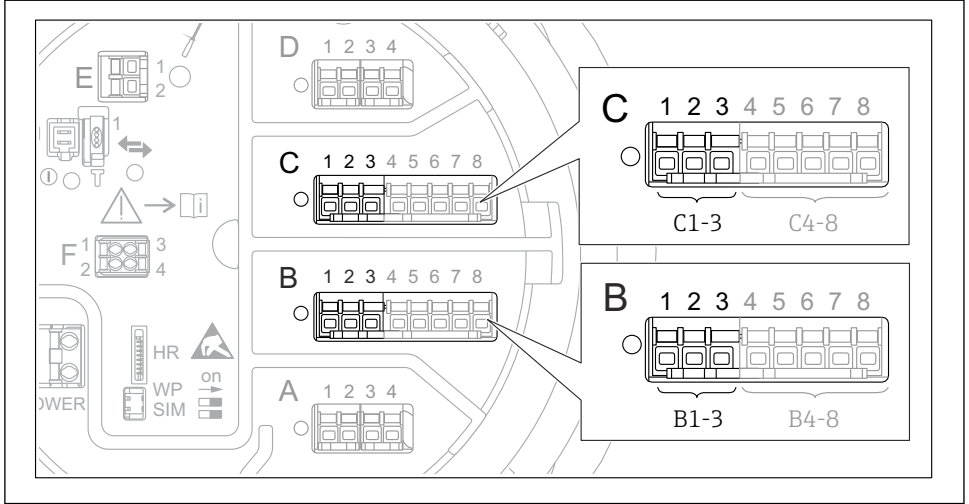 D 1 2 3 4
E 1
2
C 1 2 3 4 5 6 7 8
1
C 1 2 3 4 5 6 7 8
C1-3 C4-8
i
F 1 3
2 4
B 1 2 3 4 5 6 7 8
B 1 2 3 4 5 6 7 8
B1-3 B4-8
HR
on
WP
SIM
OWER
A 1 2 3 4